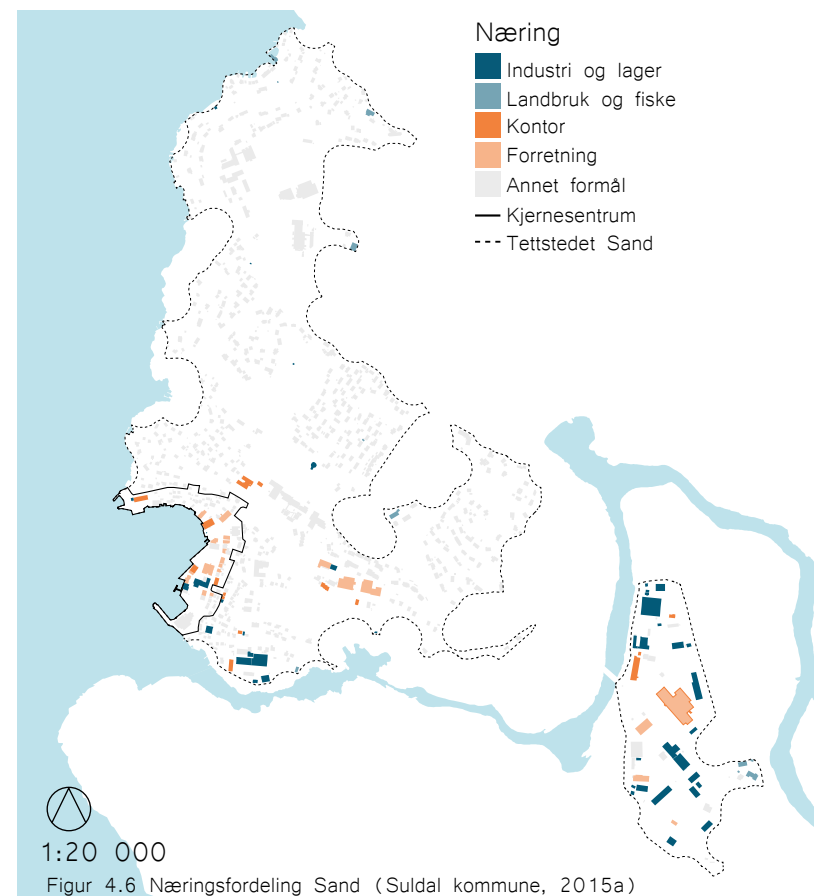 Næring
Industri og lager
Landbruk og fiske
Kontor
Forretning
Annet formål
Kjernesentrum
Tettstedet Sand
1:20 000
Figur 4.6 Næringsfordeling Sand (Suldal kommune, 2015a)